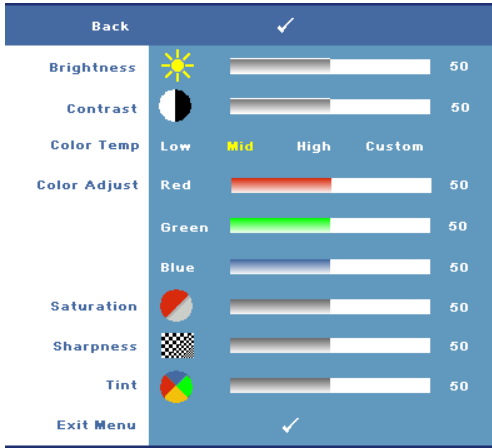 Back
Brightness 50
Contrast 50
Color Temp Low Mid High Custom
Color Adjust Red 50
Green 50
Blue 50
Saturation 50
Sharpness 50
Tint 50
Exit Menu